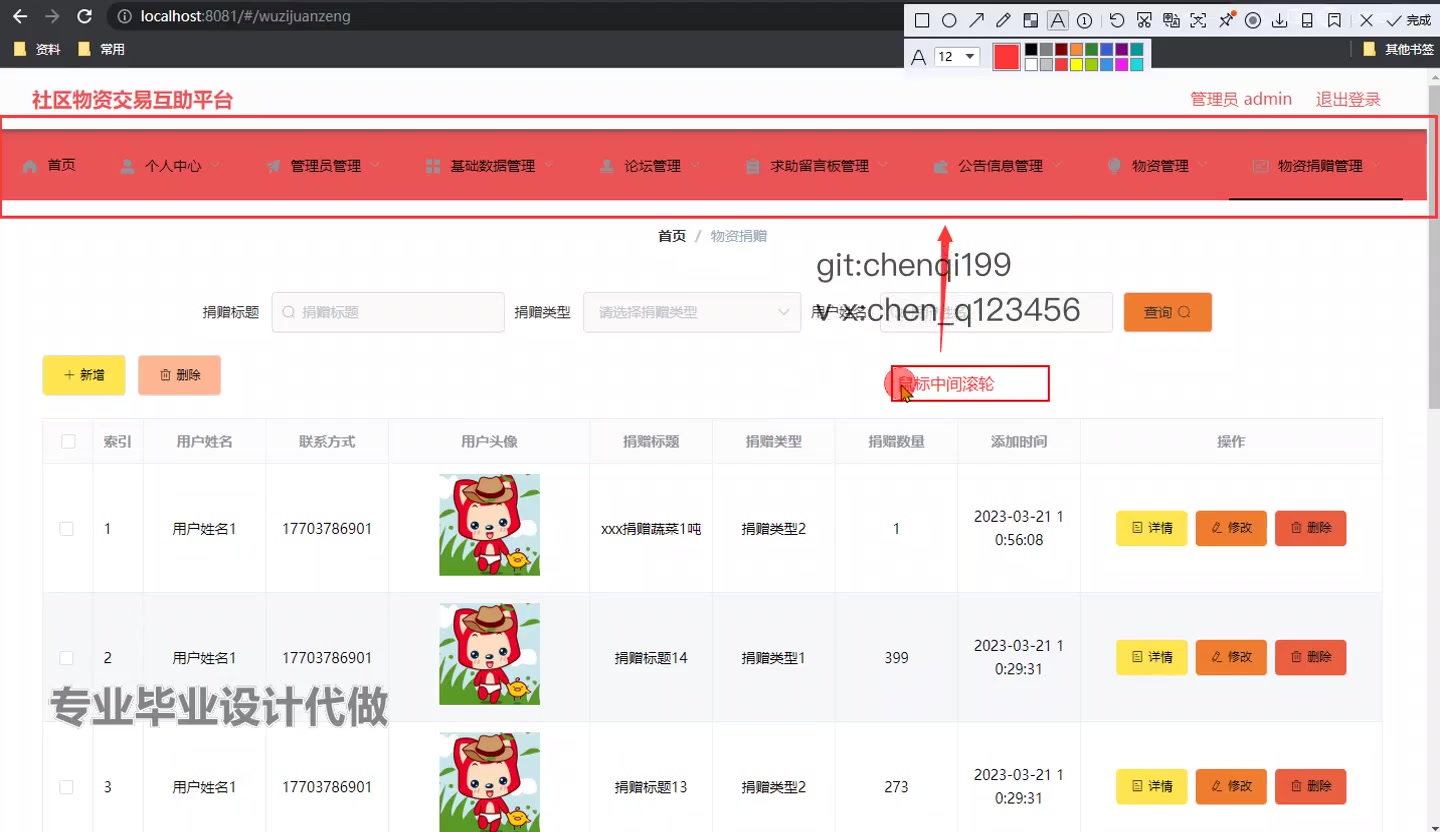 localhost:8081/#/wuzijuanzeng
12
完成
资料 常用 其他书签
社区物资交易互助平台
管理员 admin 退出登录
首页 个人中心 管理员管理 基础数据管理 论坛管理 求助留言板管理 公告信息管理 物资管理 物资捐赠管理
首页 / 物资捐赠
git:chenqi199
捐赠标题 捐赠标题 捐赠类型 请选择捐赠类型 用户姓名 查询
v x:chen_q123456
新增 删除
鼠标中间滚轮
索引 用户姓名 联系方式 用户头像 捐赠标题 捐赠类型 捐赠数量 添加时间 操作
1 用户姓名1 17703786901 xxx捐赠蔬菜1吨 捐赠类型2 1 2023-03-21 1
0:56:08 详情 修改 删除
2 用户姓名1 17703786901 捐赠标题14 捐赠类型1 399 2023-03-21 1
0:29:31 详情 修改 删除
专业毕业设计代做
3 用户姓名1 17703786901 捐赠标题13 捐赠类型2 273 2023-03-21 1
0:29:31 详情 修改 删除